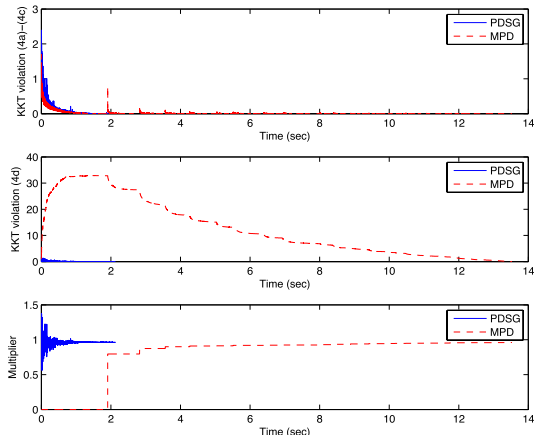 KKT violation (4a)−(4c)
3
2
1
0
PDSG
MPD
0 2 4 6 8 10 12 14
Time (sec)
KKT violation (4d)
40
30
20
10
0
PDSG
MPD
0 2 4 6 8 10 12 14
Time (sec)
Multiplier
1.5
1
0.5
0
PDSG
MPD
0 2 4 6 8 10 12 14
Time (sec)